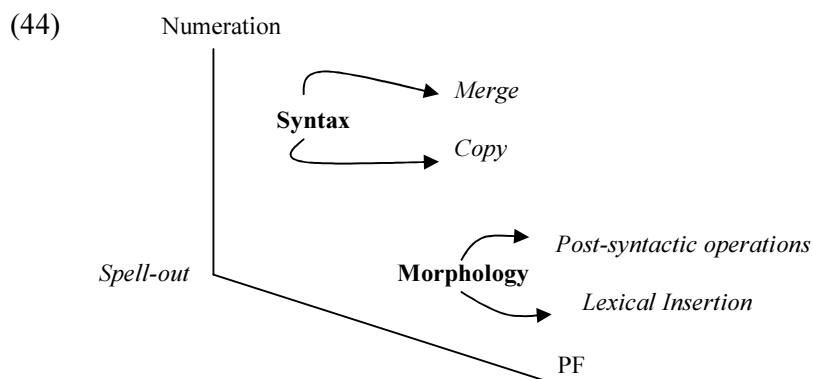 (44) Numeration
Merge
Syntax
Copy
Post-syntactic operations
Spell-out Morphology
Lexical Insertion
PF